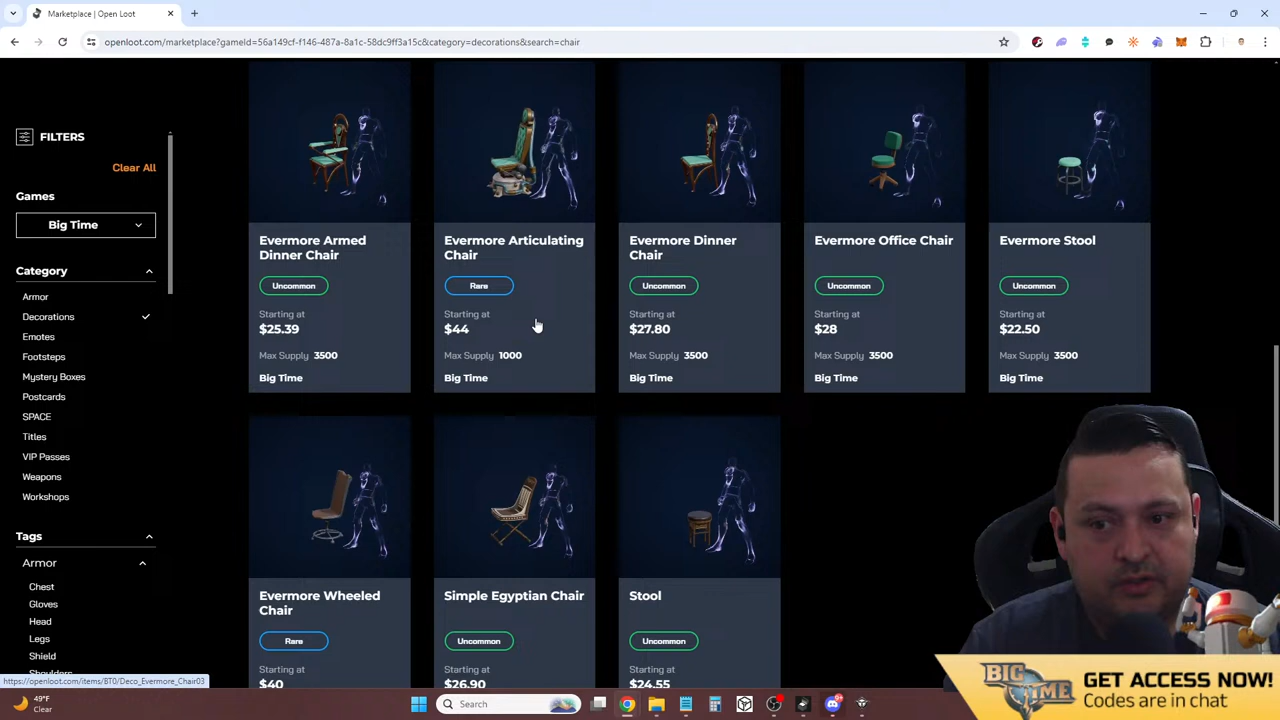 Marketplace | Open Loot
openloot.com/marketplace?gameId=56a149cf-f146-487a-8a1c-58dc9ff3a15c&category=decorations&search=chair
FILTERS
Clear All
Games
Big Time
Category
Armor
Decorations
Emotes
Footsteps
Mystery Boxes
Postcards
SPACE
Titles
VIP Passes
Weapons
Workshops
Tags
Armor
Chest
Gloves
Head
Legs
Shield
Shoulders
Evermore Armed
Dinner Chair
Uncommon
Starting at
$25.39
Max Supply 3500
Big Time
Evermore Articulating
Chair
Rare
Starting at
$44
Max Supply 1000
Big Time
Evermore Dinner
Chair
Uncommon
Starting at
$27.80
Max Supply 3500
Big Time
Evermore Office Chair
Uncommon
Starting at
$28
Max Supply 3500
Big Time
Evermore Stool
Uncommon
Starting at
$22.50
Max Supply 3500
Big Time
Evermore Wheeled
Chair
Rare
Starting at
$40
Simple Egyptian Chair
Uncommon
Starting at
$26.90
Stool
Uncommon
Starting at
$24.55
https://openloot.com/items/BT0/Deco_Evermore_Chair03
49°F
Clear
Search
BIG
TIME
GET ACCESS NOW!
Codes are in chat